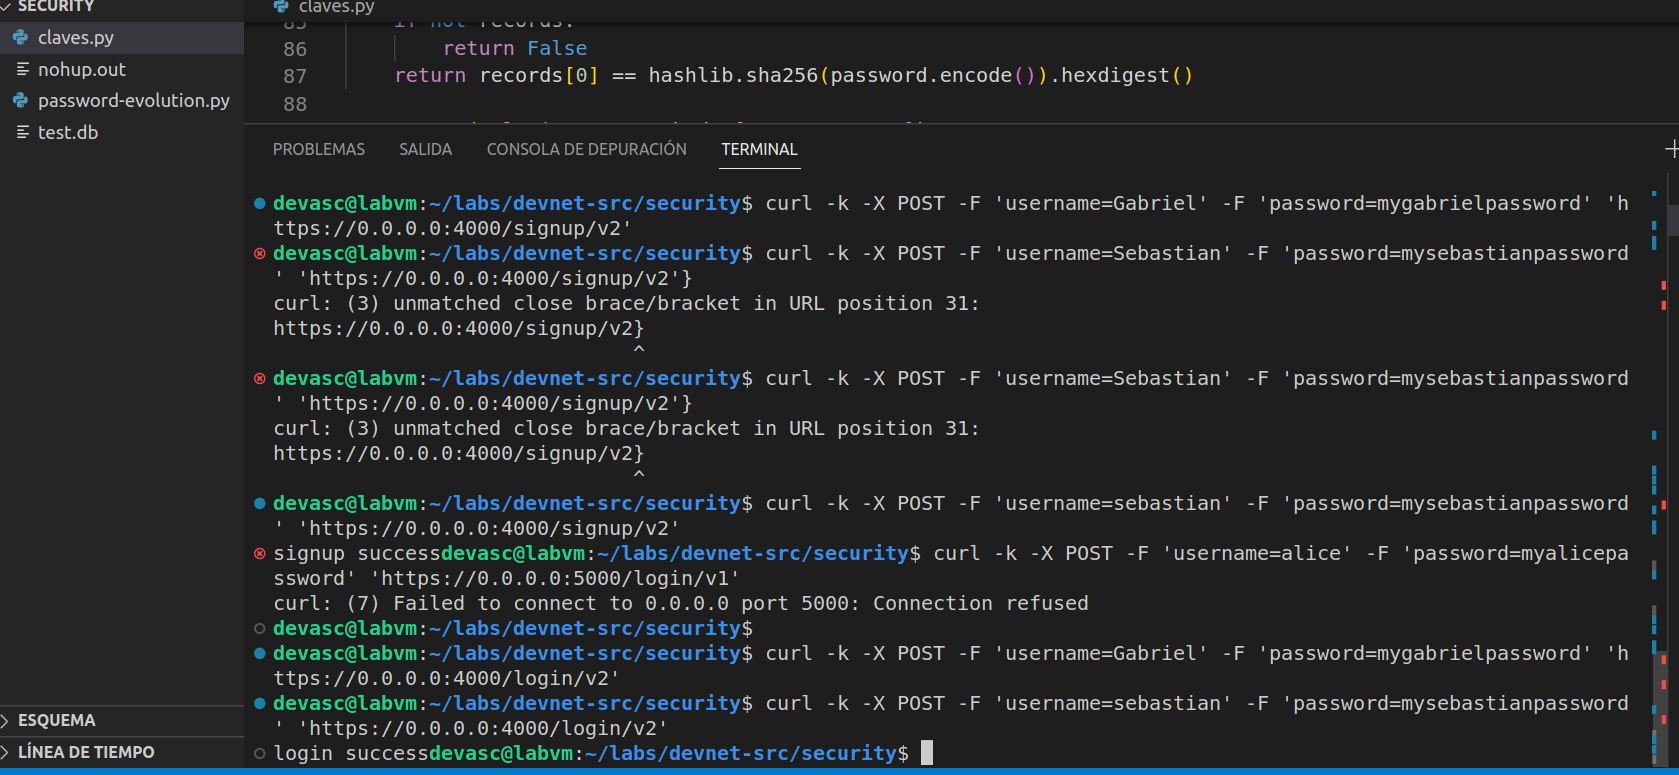 SECURITY
claves.py
claves.py
nohup.out
password-evolution.py
test.db
85 if not records:
86 return False
87 return records[0] == hashlib.sha256(password.encode()).hexdigest()
88
PROBLEMAS SALIDA CONSOLA DE DEPURACIÓN TERMINAL
devasc@labvm:~/labs/devnet-src/security$ curl -k -X POST -F 'username=Gabriel' -F 'password=mygabrielpassword' 'h
ttps://0.0.0.0:4000/signup/v2'
devasc@labvm:~/labs/devnet-src/security$ curl -k -X POST -F 'username=Sebastian' -F 'password=mysebastianpassword
' 'https://0.0.0.0:4000/signup/v2'}
curl: (3) unmatched close brace/bracket in URL position 31:
https://0.0.0.0:4000/signup/v2}
^
devasc@labvm:~/labs/devnet-src/security$ curl -k -X POST -F 'username=Sebastian' -F 'password=mysebastianpassword
' 'https://0.0.0.0:4000/signup/v2'}
curl: (3) unmatched close brace/bracket in URL position 31:
https://0.0.0.0:4000/signup/v2}
^
devasc@labvm:~/labs/devnet-src/security$ curl -k -X POST -F 'username=sebastian' -F 'password=mysebastianpassword
' 'https://0.0.0.0:4000/signup/v2'
signup successdevasc@labvm:~/labs/devnet-src/security$ curl -k -X POST -F 'username=alice' -F 'password=myalicepa
ssword' 'https://0.0.0.0:5000/login/v1'
curl: (7) Failed to connect to 0.0.0.0 port 5000: Connection refused
devasc@labvm:~/labs/devnet-src/security$
devasc@labvm:~/labs/devnet-src/security$ curl -k -X POST -F 'username=Gabriel' -F 'password=mygabrielpassword' 'h
ttps://0.0.0.0:4000/login/v2'
devasc@labvm:~/labs/devnet-src/security$ curl -k -X POST -F 'username=sebastian' -F 'password=mysebastianpassword
' 'https://0.0.0.0:4000/login/v2'
login successdevasc@labvm:~/labs/devnet-src/security$
ESQUEMA
LÍNEA DE TIEMPO